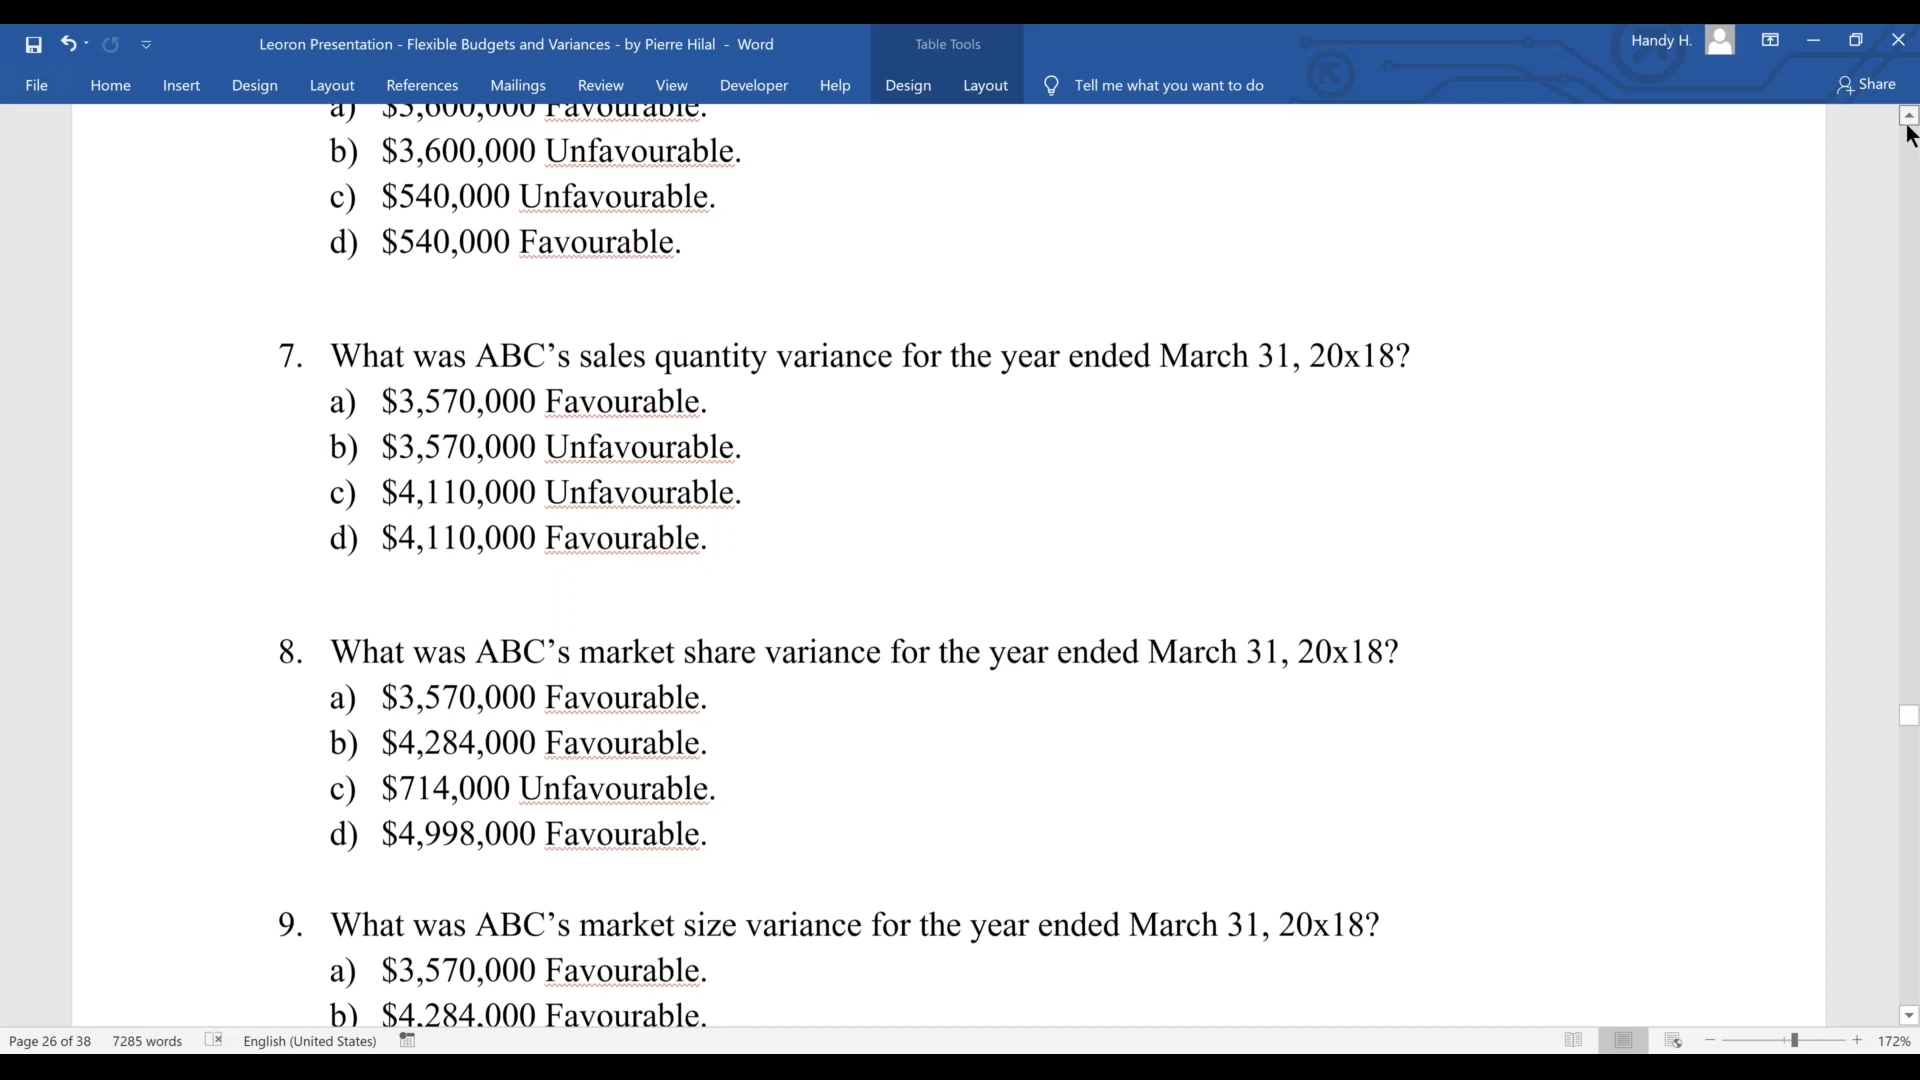 Leoron Presentation - Flexible Budgets and Variances - by Pierre Hilal - Word
Table Tools
Handy H.
File Home Insert Design Layout References Mailings Review View Developer Help Design Layout Tell me what you want to do Share
a) $3,600,000 Favourable.
b) $3,600,000 Unfavourable.
c) $540,000 Unfavourable.
d) $540,000 Favourable.
7. What was ABC’s sales quantity variance for the year ended March 31, 20x18?
a) $3,570,000 Favourable.
b) $3,570,000 Unfavourable.
c) $4,110,000 Unfavourable.
d) $4,110,000 Favourable.
8. What was ABC’s market share variance for the year ended March 31, 20x18?
a) $3,570,000 Favourable.
b) $4,284,000 Favourable.
c) $714,000 Unfavourable.
d) $4,998,000 Favourable.
9. What was ABC’s market size variance for the year ended March 31, 20x18?
a) $3,570,000 Favourable.
b) $4,284,000 Favourable.
Page 26 of 38 7285 words English (United States) 172%